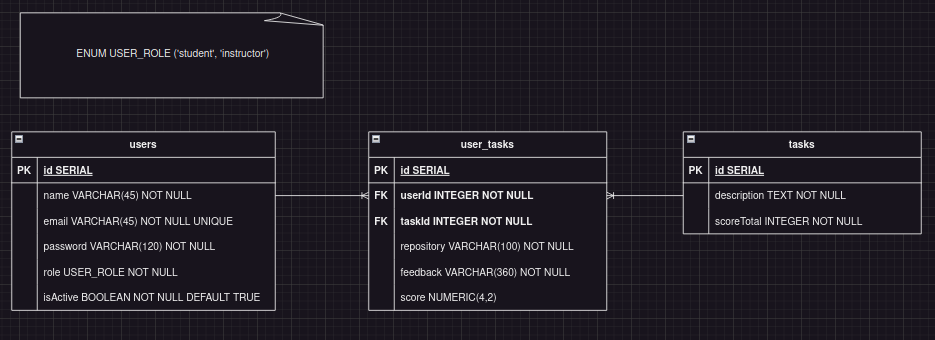 ENUM USER_ROLE ('student', 'instructor')
users
PK id SERIAL
name VARCHAR(45) NOT NULL
email VARCHAR(45) NOT NULL UNIQUE
password VARCHAR(120) NOT NULL
role USER_ROLE NOT NULL
isActive BOOLEAN NOT NULL DEFAULT TRUE
user_tasks
PK id SERIAL
FK userId INTEGER NOT NULL
FK taskId INTEGER NOT NULL
repository VARCHAR(100) NOT NULL
feedback VARCHAR(360) NOT NULL
score NUMERIC(4,2)
tasks
PK id SERIAL
description TEXT NOT NULL
scoreTotal INTEGER NOT NULL